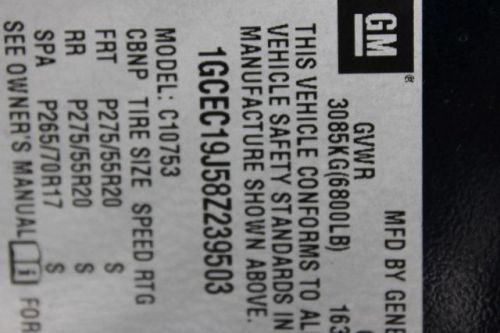 GM
MFD BY GENE
GVWR
3085KG(6800LB) 163
THIS VEHICLE CONFORMS TO AL
VEHICLE SAFETY STANDARDS IN
MANUFACTURE SHOWN ABOVE.
1GCEC19J58Z239503
MODEL: C10753
CBNP TIRE SIZE SPEED RTG
FRT P275/55R20 S
RR P275/55R20 S
SPA P265/70R17 S
SEE OWNER'S MANUAL FOR